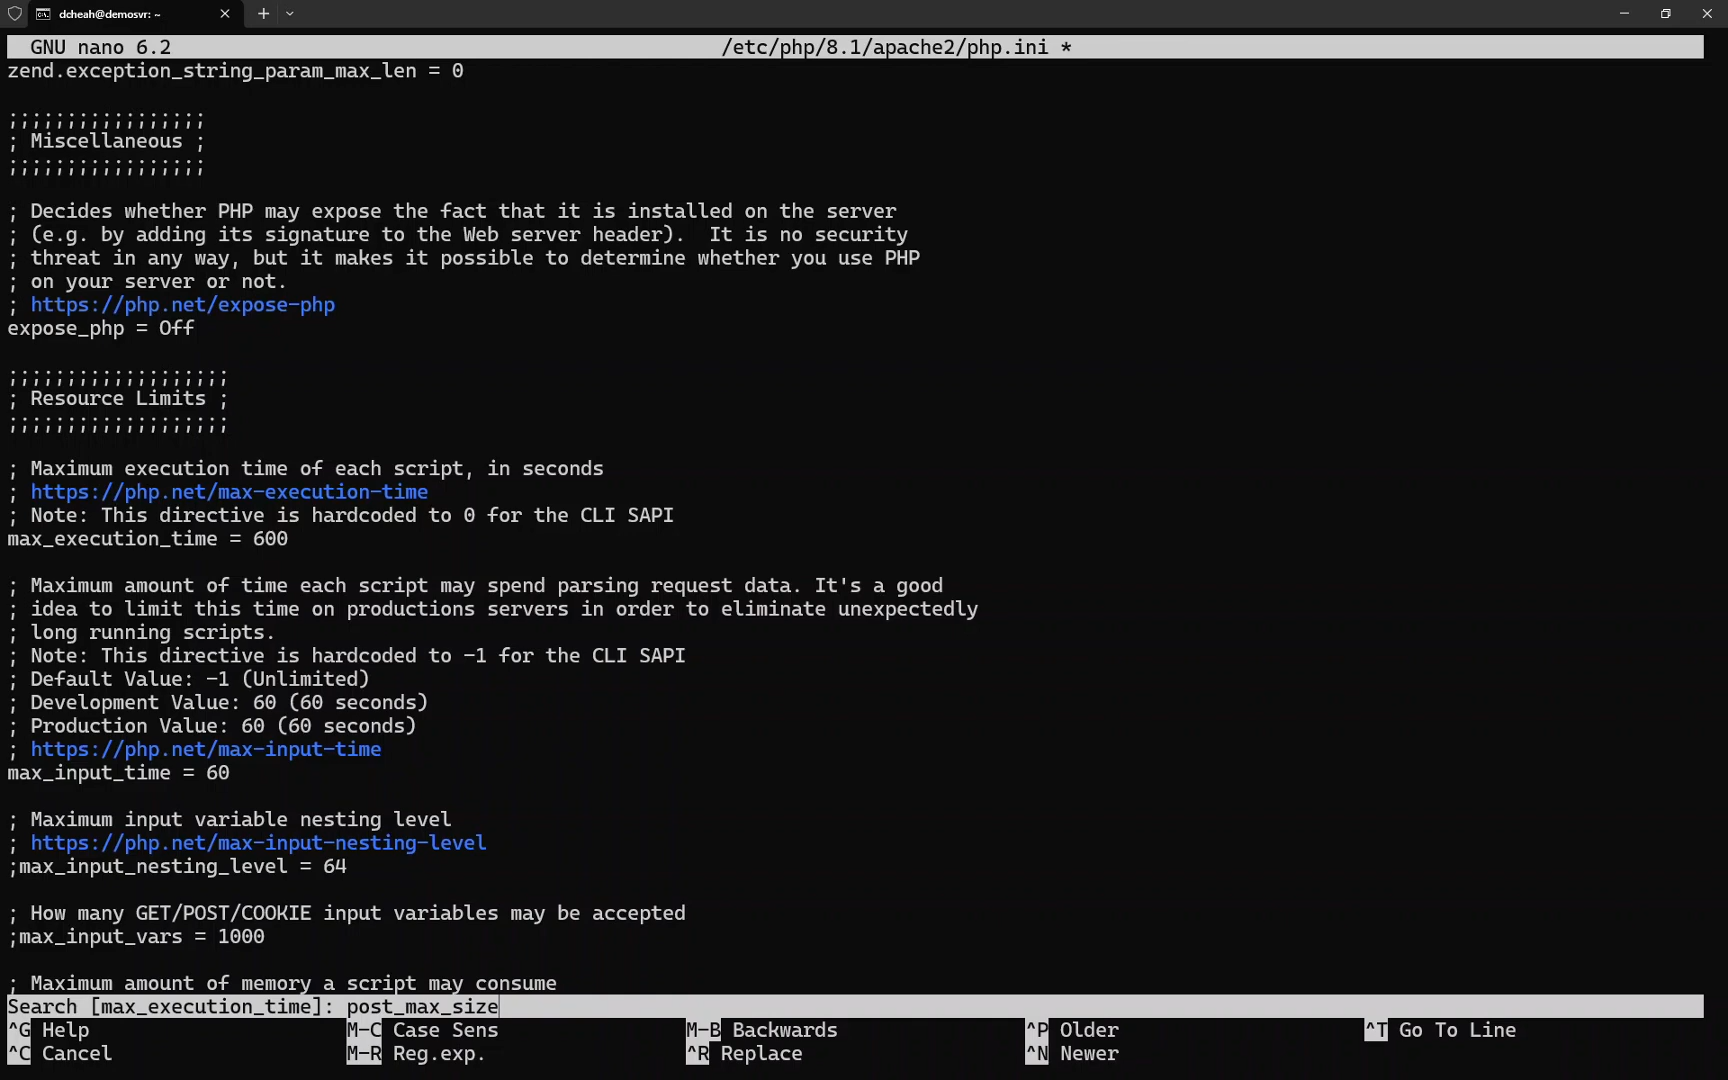 dcheah@demosvr: ~
GNU nano 6.2
/etc/php/8.1/apache2/php.ini *
zend.exception_string_param_max_len = 0
;;;;;;;;;;;;;;;;;
; Miscellaneous ;
;;;;;;;;;;;;;;;;;
; Decides whether PHP may expose the fact that it is installed on the server
; (e.g. by adding its signature to the Web server header).  It is no security
; threat in any way, but it makes it possible to determine whether you use PHP
; on your server or not.
; https://php.net/expose-php
expose_php = Off
;;;;;;;;;;;;;;;;;;;
; Resource Limits ;
;;;;;;;;;;;;;;;;;;;
; Maximum execution time of each script, in seconds
; https://php.net/max-execution-time
; Note: This directive is hardcoded to 0 for the CLI SAPI
max_execution_time = 600
; Maximum amount of time each script may spend parsing request data. It's a good
; idea to limit this time on productions servers in order to eliminate unexpectedly
; long running scripts.
; Note: This directive is hardcoded to -1 for the CLI SAPI
; Default Value: -1 (Unlimited)
; Development Value: 60 (60 seconds)
; Production Value: 60 (60 seconds)
; https://php.net/max-input-time
max_input_time = 60
; Maximum input variable nesting level
; https://php.net/max-input-nesting-level
;max_input_nesting_level = 64
; How many GET/POST/COOKIE input variables may be accepted
;max_input_vars = 1000
; Maximum amount of memory a script may consume
Search [max_execution_time]: post_max_size
^G Help M-C Case Sens M-B Backwards ^P Older ^T Go To Line
^C Cancel M-R Reg.exp. ^R Replace ^N Newer